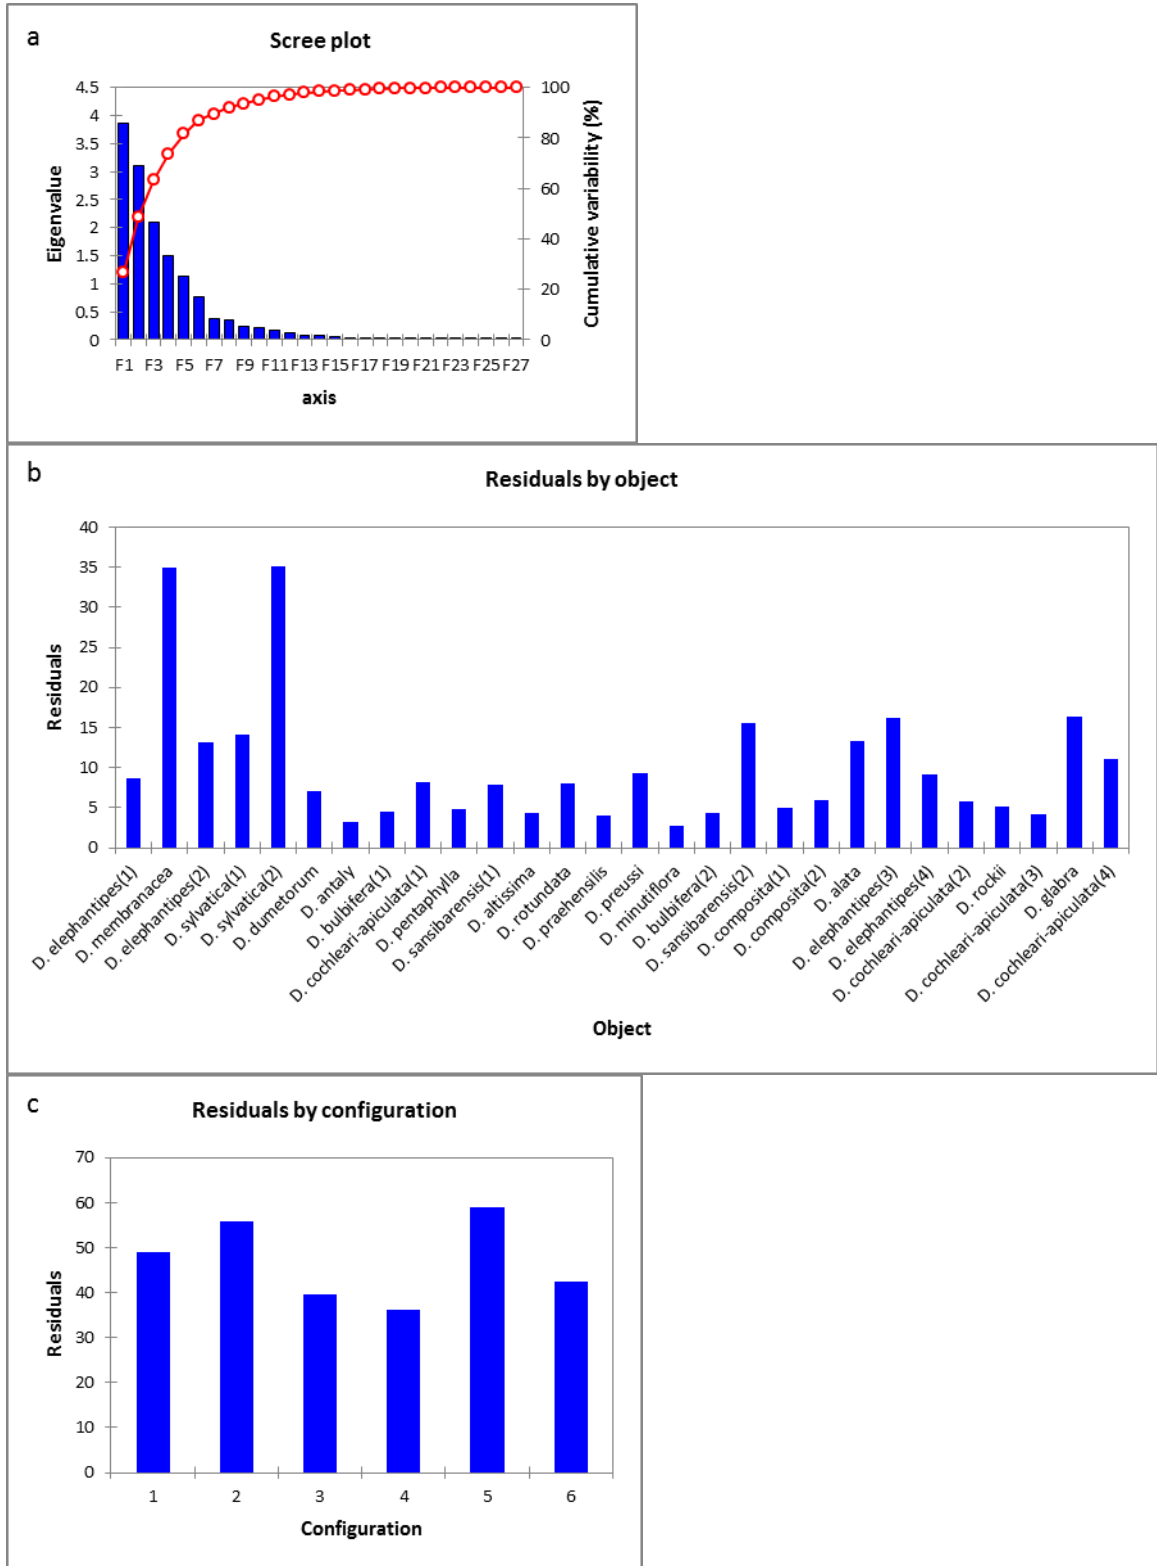 a
Scree plot
4.5
4
3.5
3
2.5
2
1.5
1
0.5
0
Eigenvalue
100
80
60
40
20
0
Cumulative variability (%)
F1 F3 F5 F7 F9 F11 F13 F15 F17 F19 F21 F23 F25 F27
axis
b
Residuals by object
40
35
30
25
20
15
10
5
0
Residuals
D. elephantipes(1)
D. membranacea
D. elephantipes(2)
D. sylvatica(1)
D. sylvatica(2)
D. dumetorum
D. antaly
D. bulbifera(1)
D. cochleari-apiculata(1)
D. pentaphylla
D. sansibarensis(1)
D. altissima
D. rotundata
D. praehensilis
D. preussi
D. minutiflora
D. bulbifera(2)
D. sansibarensis(2)
D. composita(1)
D. composita(2)
D. alata
D. elephantipes(3)
D. elephantipes(4)
D. cochleari-apiculata(2)
D. rockii
D. cochleari-apiculata(3)
D. glabra
D. cochleari-apiculata(4)
Object
c
Residuals by configuration
70
60
50
40
30
20
10
0
Residuals
1 2 3 4 5 6
Configuration